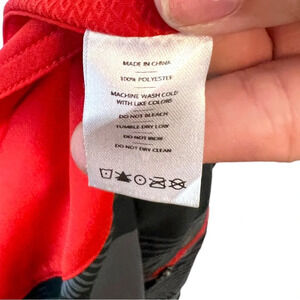 MADE IN CHINA
100% POLYESTER
MACHINE WASH COLD
WITH LIKE COLORS
DO NOT BLEACH
TUMBLE DRY LOW
DO NOT IRON
DO NOT DRY CLEAN